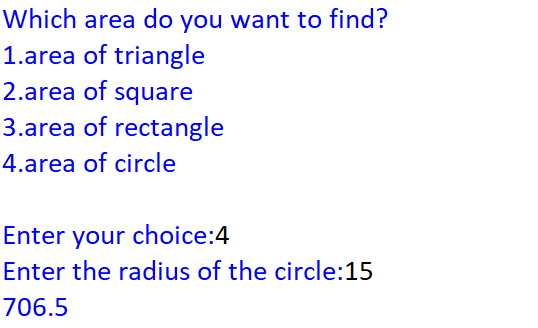 Which area do you want to find?
1.area of triangle
2.area of square
3.area of rectangle
4.area of circle
Enter your choice:4
Enter the radius of the circle:15
706.5